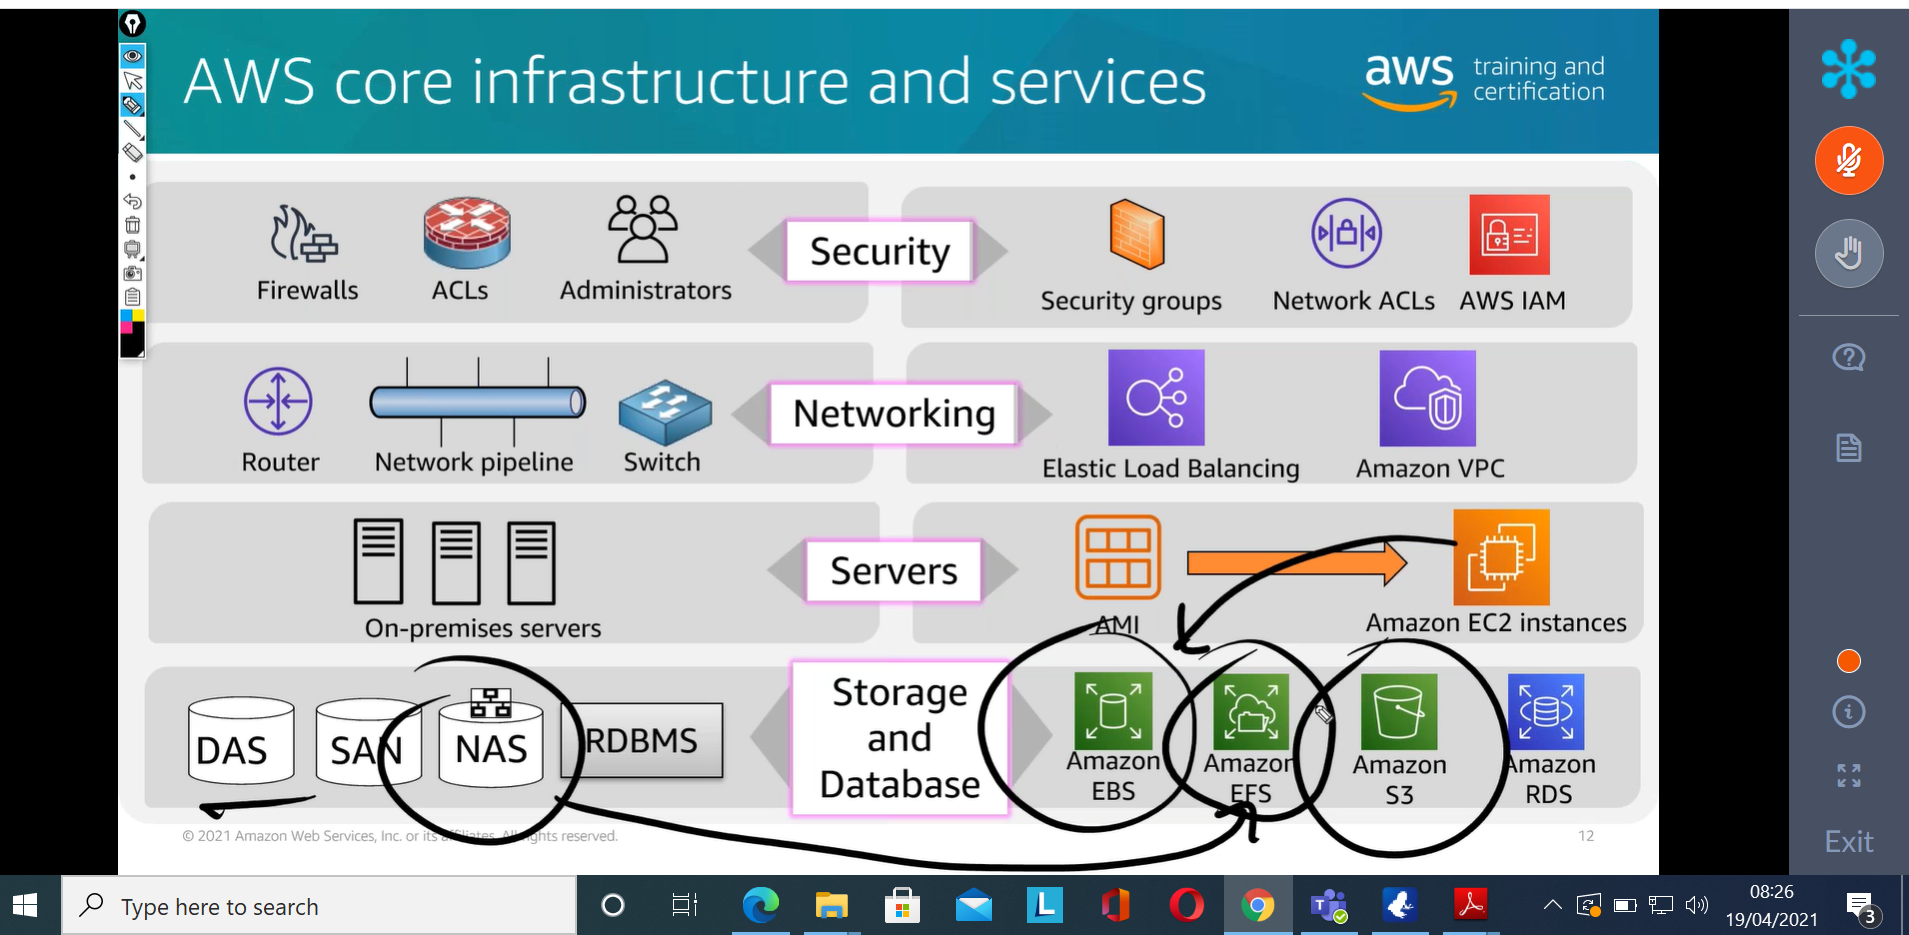 AWS core infrastructure and services
aws training and
certification
Firewalls
ACLs
Administrators
Security
Security groups
Network ACLs
AWS IAM
Router
Network pipeline
Switch
Networking
Elastic Load Balancing
Amazon VPC
On-premises servers
Servers
AMI
Amazon EC2 instances
DAS
SAN
NAS
RDBMS
Storage
and
Database
Amazon
EBS
Amazon
EFS
Amazon
S3
Amazon
RDS
© 2021 Amazon Web Services, Inc. or its affiliates. All rights reserved.
12
Exit
Type here to search
08:26
19/04/2021
3